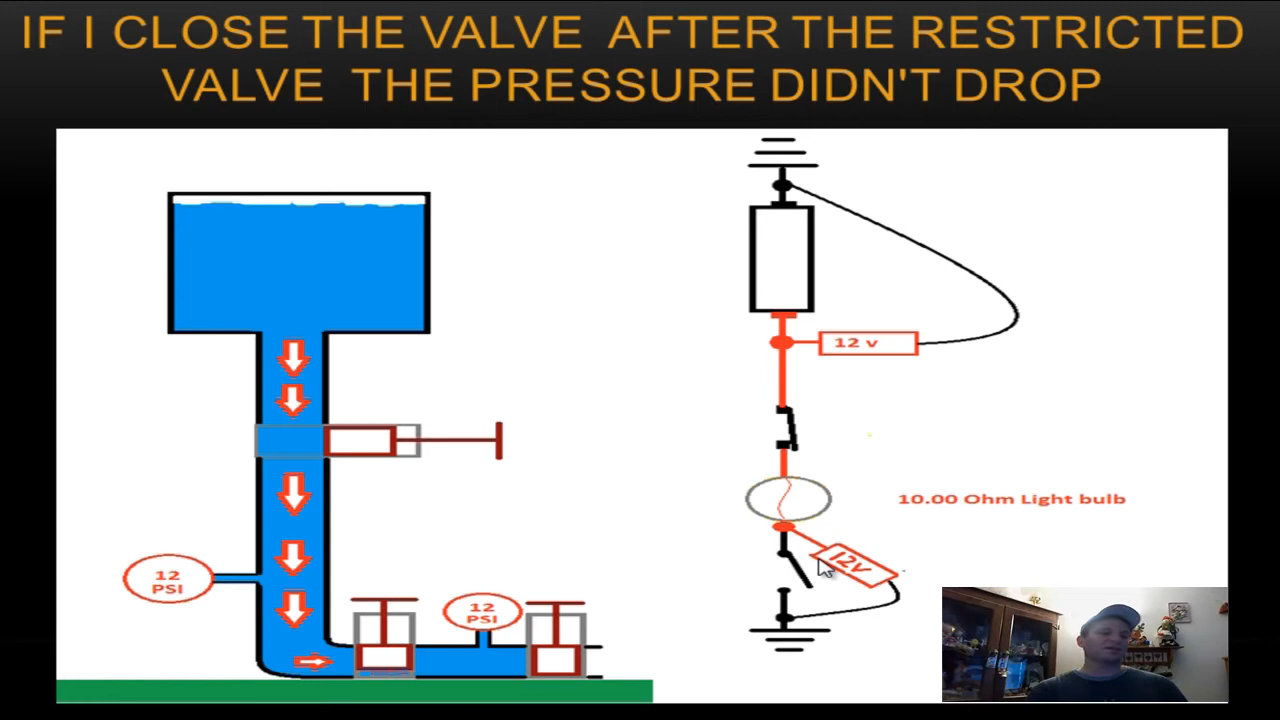 IF I CLOSE THE VALVE AFTER THE RESTRICTED
VALVE THE PRESSURE DIDN'T DROP
12 v
10.00 Ohm Light bulb
12V
12
PSI
12
PSI